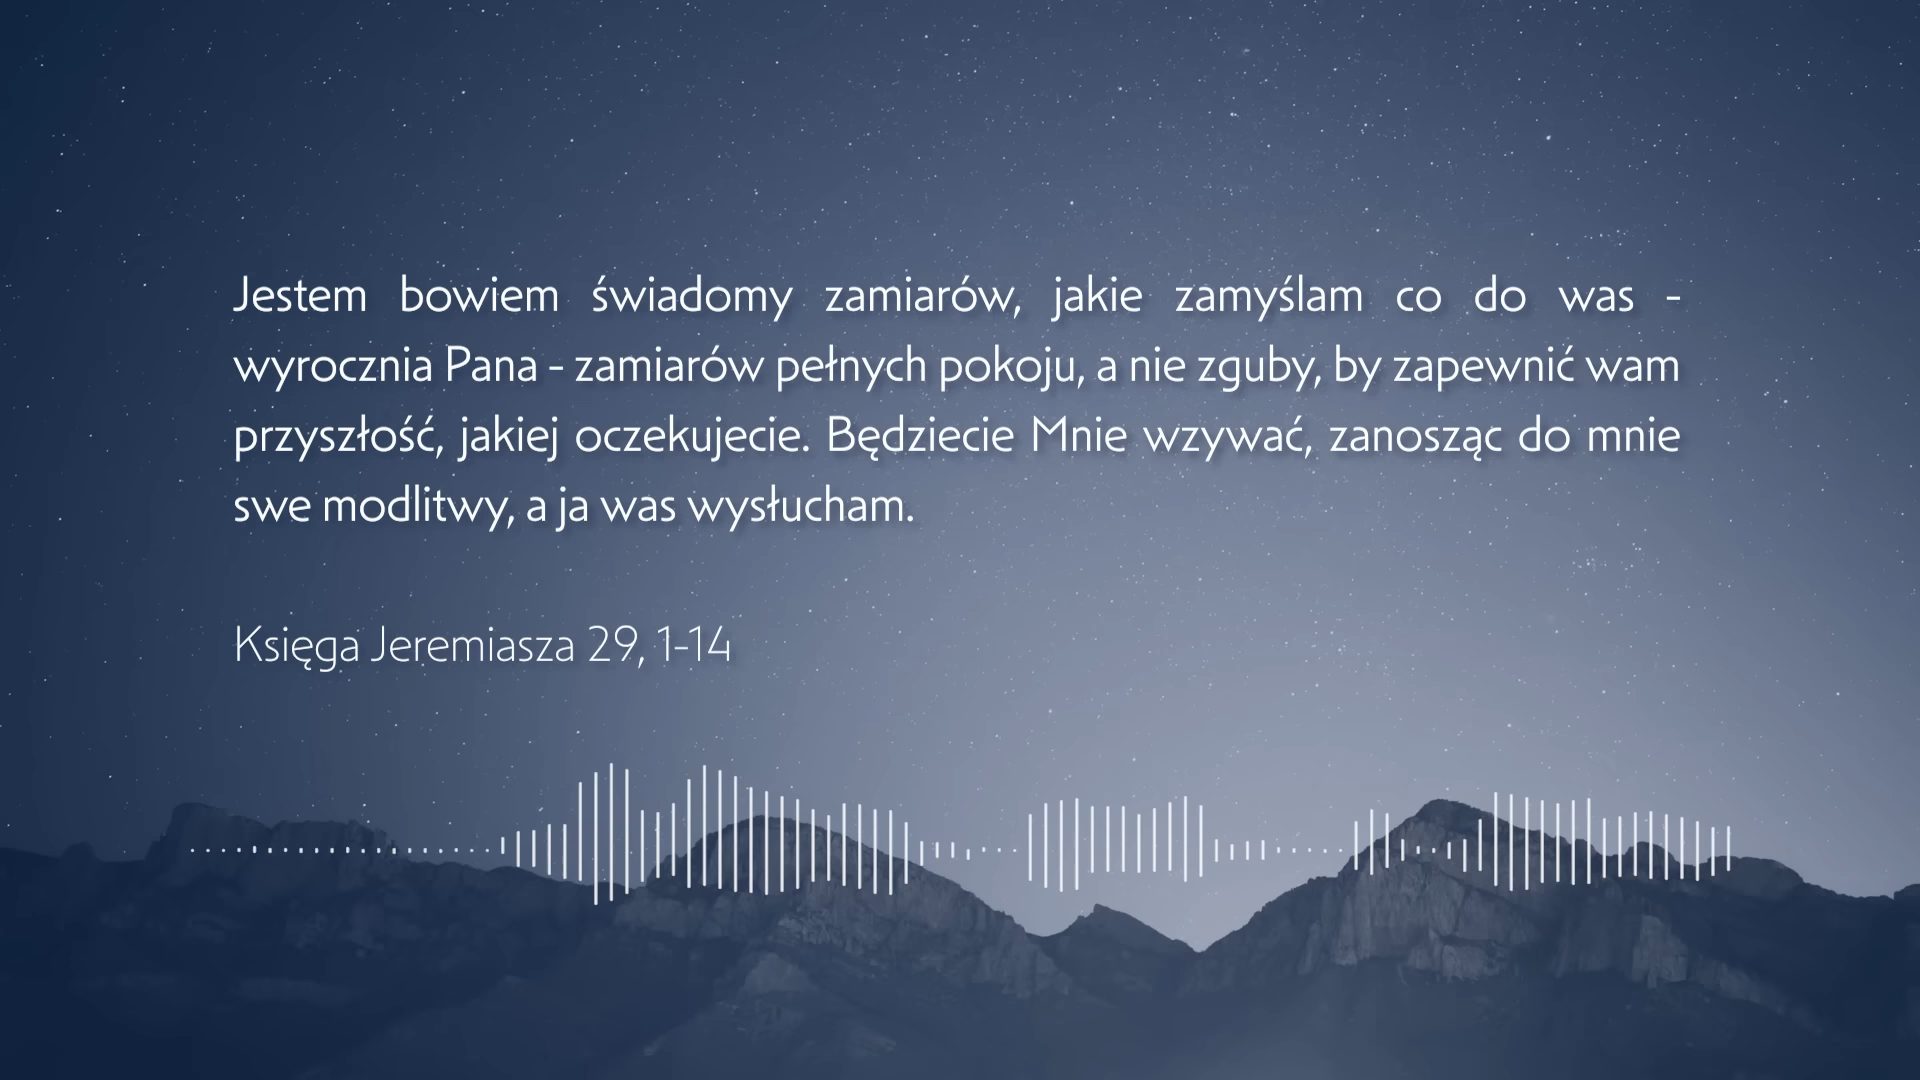 Jestem bowiem świadomy zamiarów, jakie zamyślam co do was -
wyrocznia Pana - zamiarów pełnych pokoju, a nie zguby, by zapewnić wam
przyszłość, jakiej oczekujecie. Będziecie Mnie wzywać, zanosząc do mnie
swe modlitwy, a ja was wysłucham.
Księga Jeremiasza 29, 1-14